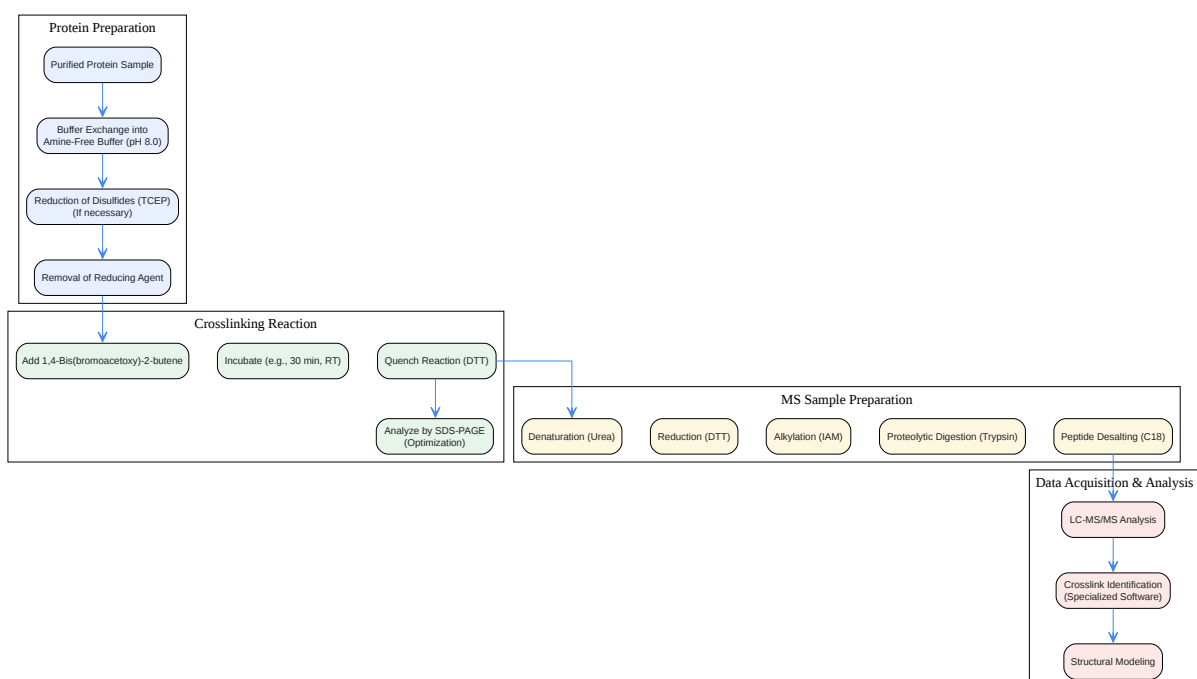 Protein Preparation
Purified Protein Sample
Buffer Exchange into
Amine-Free Buffer (pH 8.0)
Reduction of Disulfides (TCEP)
(If necessary)
Removal of Reducing Agent
Crosslinking Reaction
Add 1,4-Bis(bromoacetoxy)-2-butene
Incubate (e.g., 30 min, RT)
Quench Reaction (DTT)
Analyze by SDS-PAGE
(Optimization)
MS Sample Preparation
Denaturation (Urea)
Reduction (DTT)
Alkylation (IAM)
Proteolytic Digestion (Trypsin)
Peptide Desalting (C18)
Data Acquisition & Analysis
LC-MS/MS Analysis
Crosslink Identification
(Specialized Software)
Structural Modeling